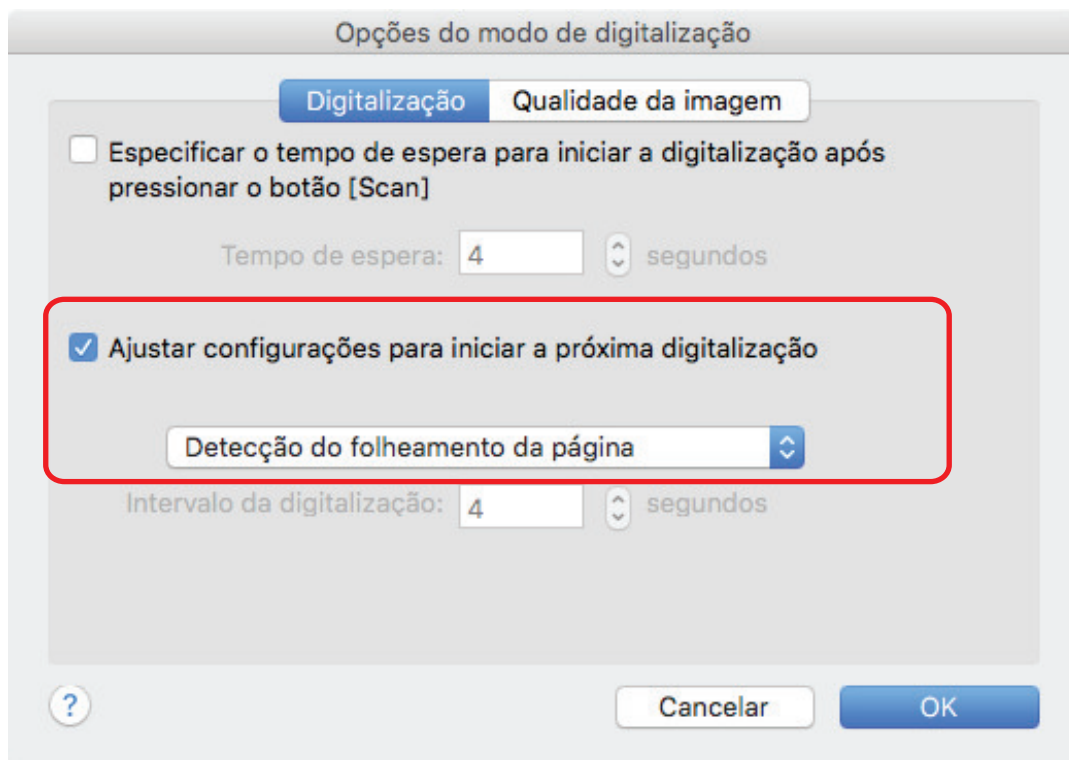 Opções do modo de digitalização
Digitalização Qualidade da imagem
Especificar o tempo de espera para iniciar a digitalização após
pressionar o botão [Scan]
Tempo de espera: 4 segundos
Ajustar configurações para iniciar a próxima digitalização
Detecção do folheamento da página
Intervalo da digitalização: 4 segundos
? Cancelar OK